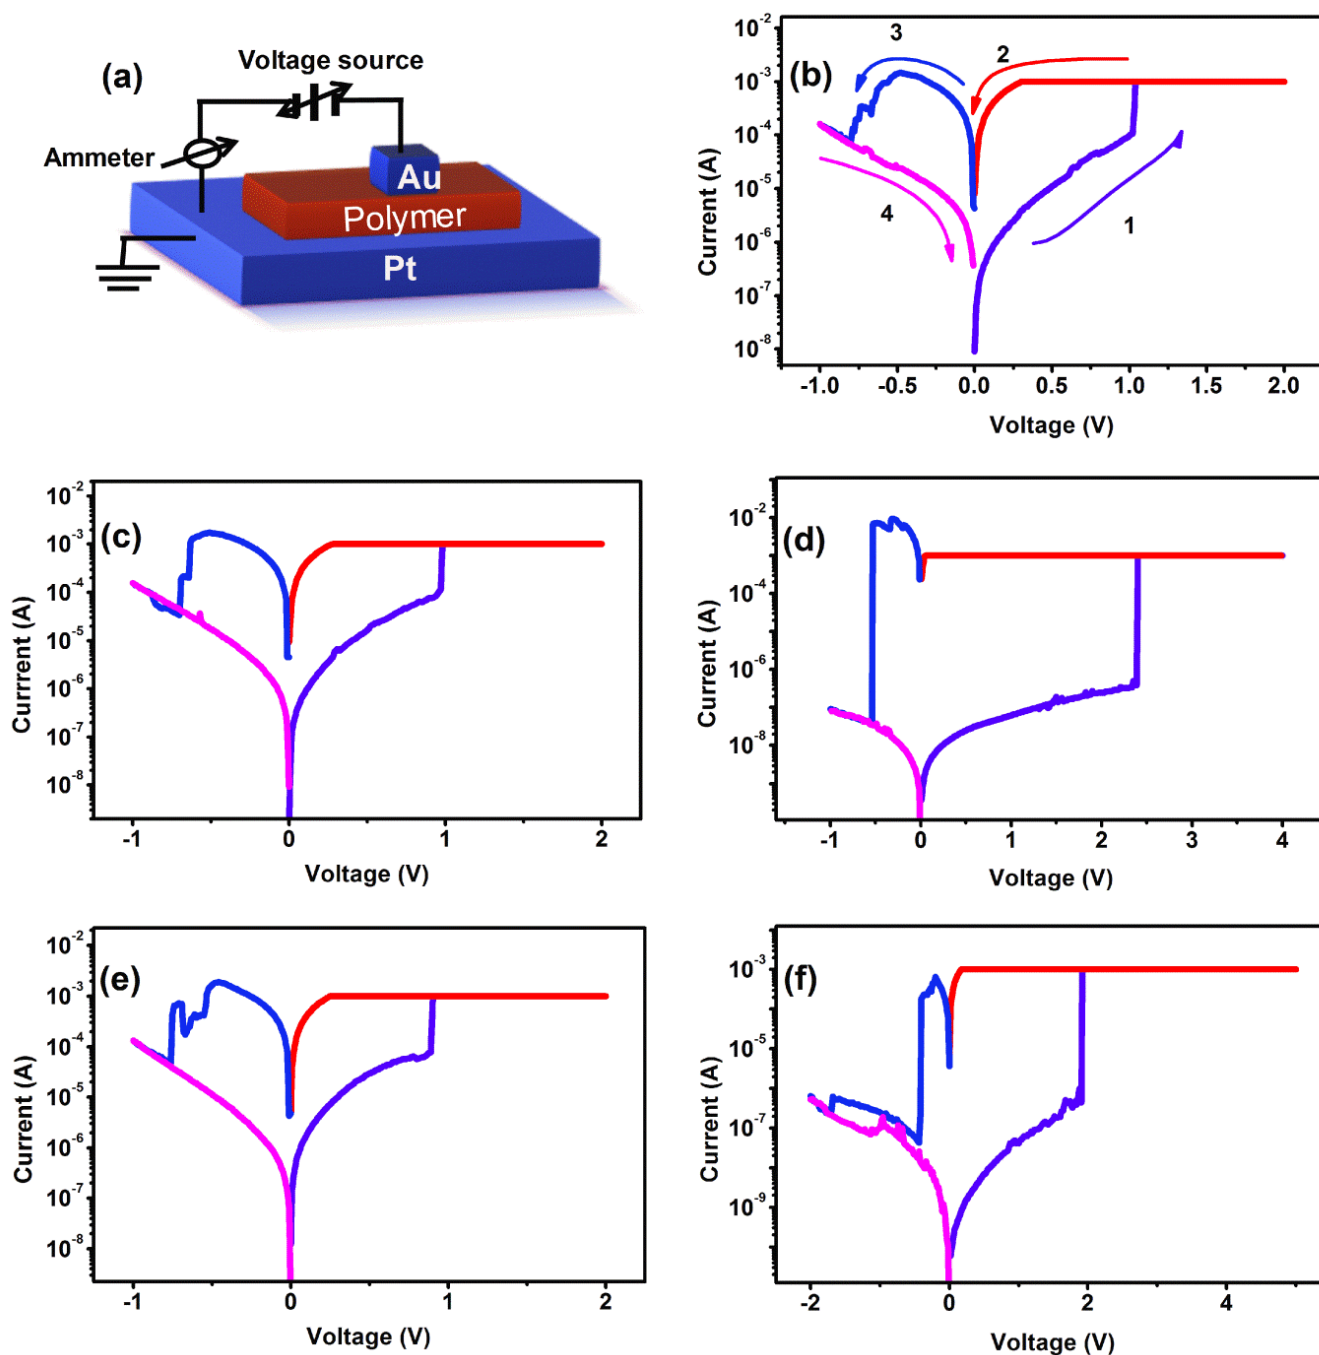 (a)
Voltage source
Ammeter
Au
Polymer
Pt
(b)
3
2
4
1
10⁻²
10⁻³
10⁻⁴
10⁻⁵
10⁻⁶
10⁻⁷
10⁻⁸
Current (A)
-1.0 -0.5 0.0 0.5 1.0 1.5 2.0
Voltage (V)
(c)
10⁻²
10⁻³
10⁻⁴
10⁻⁵
10⁻⁶
10⁻⁷
10⁻⁸
Currrent (A)
-1 0 1 2
Voltage (V)
(d)
10⁻²
10⁻⁴
10⁻⁶
10⁻⁸
Current (A)
-1 0 1 2 3 4
Voltage (V)
(e)
10⁻²
10⁻³
10⁻⁴
10⁻⁵
10⁻⁶
10⁻⁷
10⁻⁸
Current (A)
-1 0 1 2
Voltage (V)
(f)
10⁻³
10⁻⁵
10⁻⁷
10⁻⁹
Current (A)
-2 0 2 4
Voltage (V)